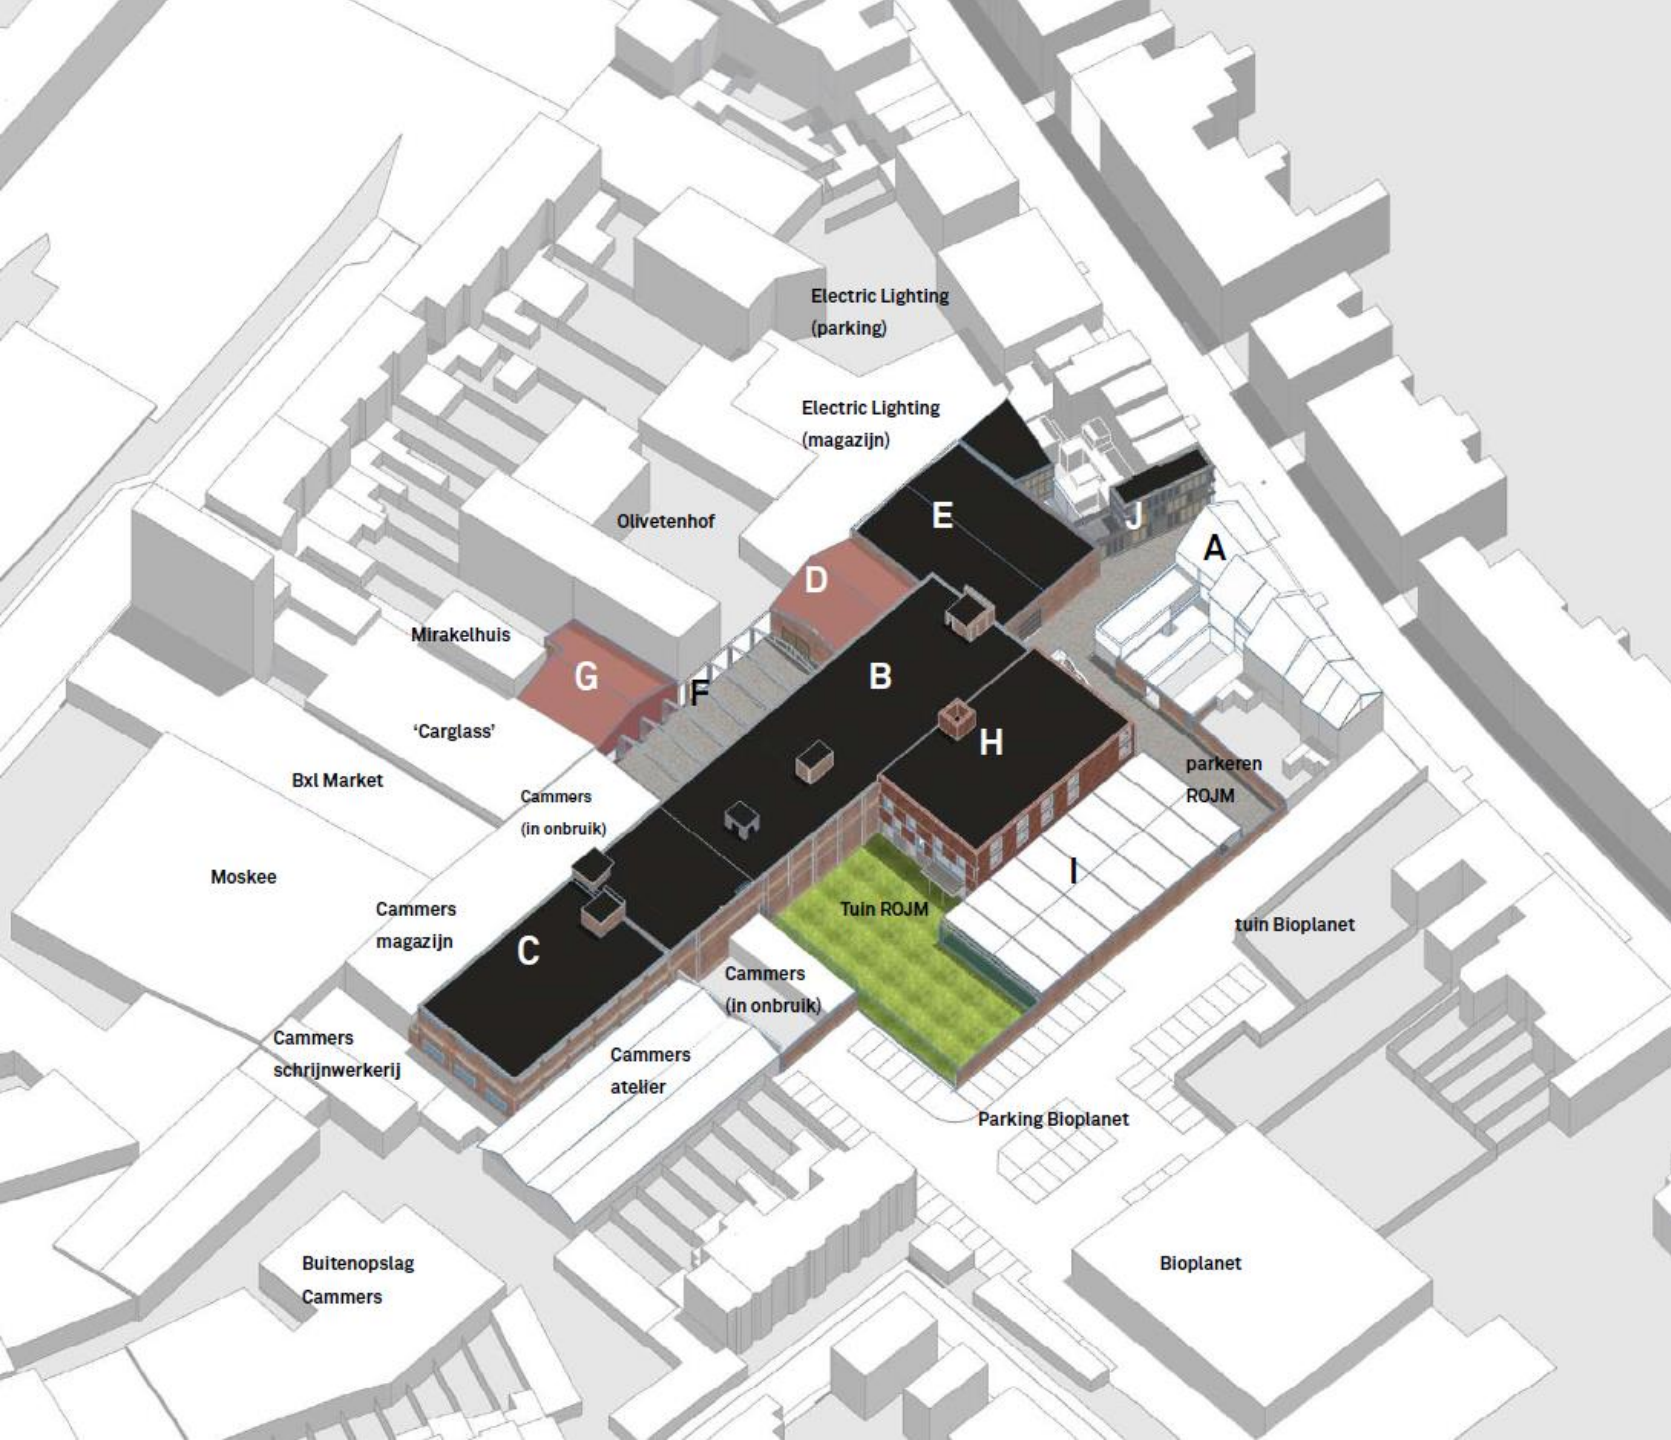 Electric Lighting
(parking)
Electric Lighting
(magazijn)
E
J
Olivetenhof
A
D
Mirakelhuis
G
F
B
'Carglass'
H
Bxl Market
parkeren
ROJM
Cammers
(in onbruik)
Moskee
I
Cammers
magazijn
Tuin ROJM
tuin Bioplanet
C
Cammers
(in onbruik)
Cammers
schrijnwerkerij
Cammers
atelier
Parking Bioplanet
Buitenopslag
Cammers
Bioplanet